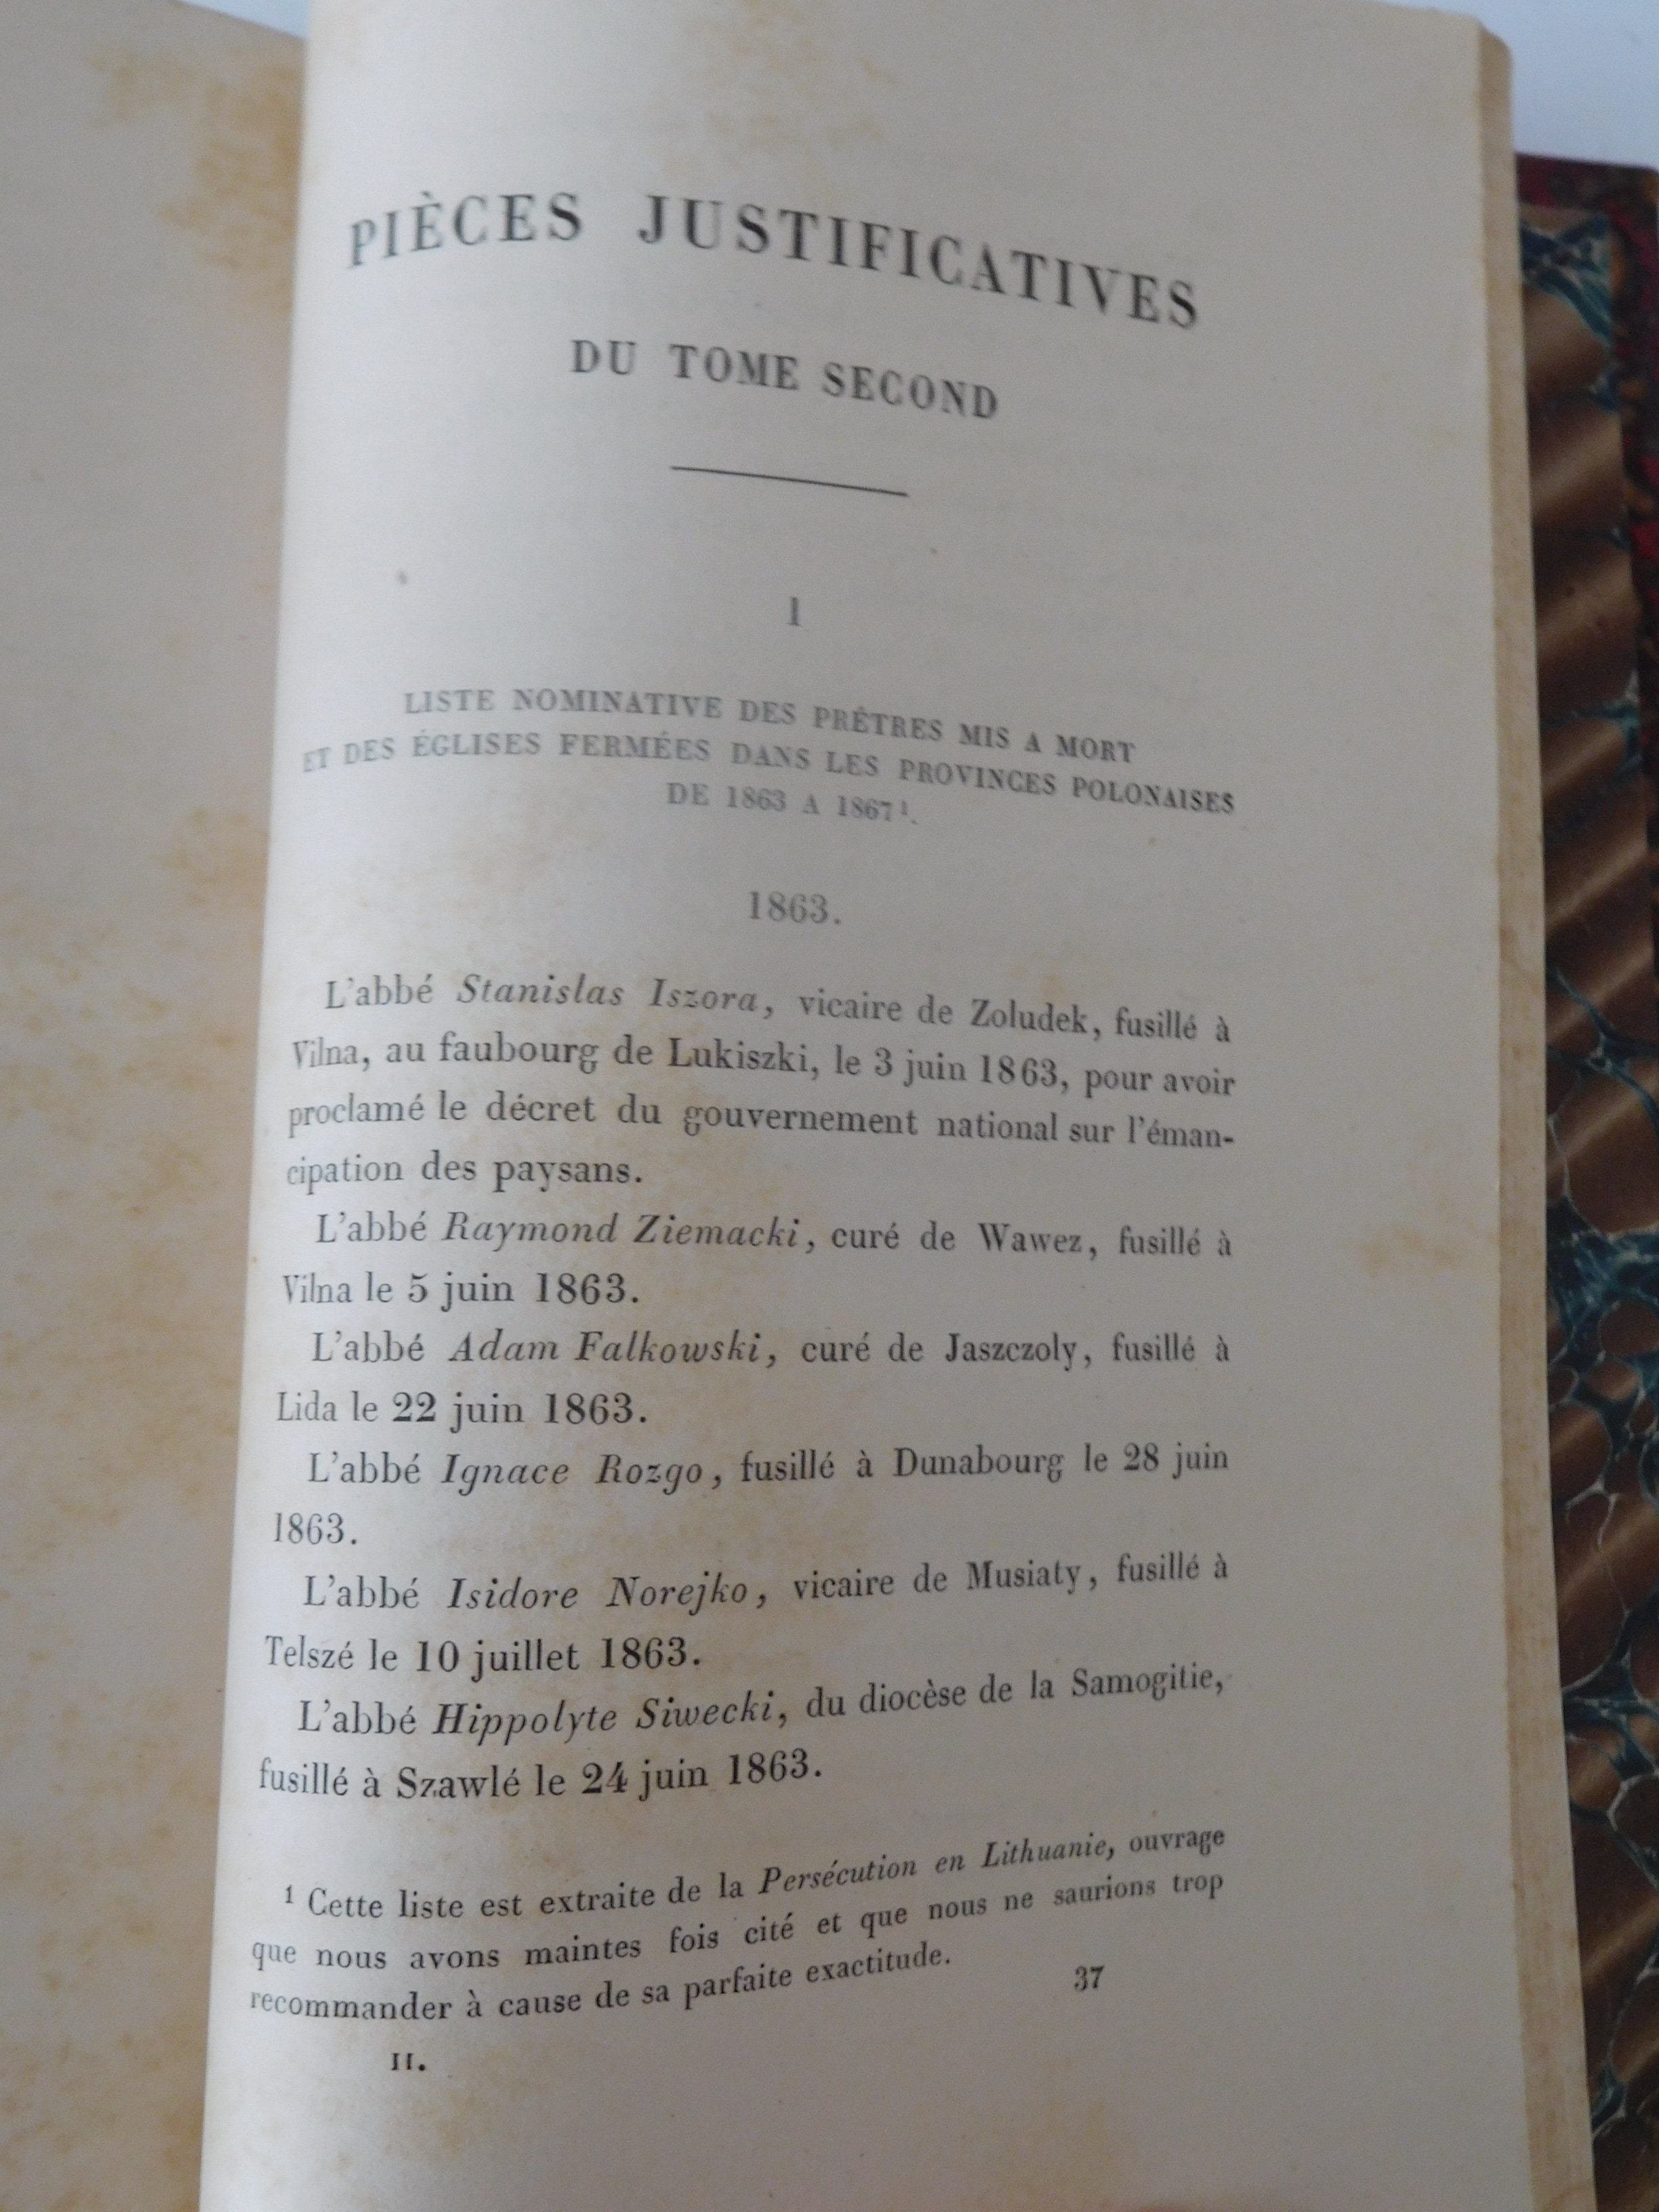 PIÈCES JUSTIFICATIVES
DU TOME SECOND
I
LISTE NOMINATIVE DES PRÊTRES MIS A MORT
ET DES ÉGLISES FERMÉES DANS LES PROVINCES POLONAISES
DE 1863 A 1867¹.
1863.
L'abbé Stanislas Iszora, vicaire de Zoludek, fusillé à
Vilna, au faubourg de Lukiszki, le 3 juin 1863, pour avoir
proclamé le décret du gouvernement national sur l'éman-
cipation des paysans.
L'abbé Raymond Ziemacki, curé de Wawez, fusillé à
Vilna le 5 juin 1863.
L'abbé Adam Falkowski, curé de Jaszczoly, fusillé à
Lida le 22 juin 1863.
L'abbé Ignace Rozgo, fusillé à Dunabourg le 28 juin
1863.
L'abbé Isidore Norejko, vicaire de Musiaty, fusillé à
Telszé le 10 juillet 1863.
L'abbé Hippolyte Siwecki, du diocèse de la Samogitie,
fusillé à Szawlé le 24 juin 1863.
¹ Cette liste est extraite de la Persécution en Lithuanie, ouvrage
que nous avons maintes fois cité et que nous ne saurions trop
recommander à cause de sa parfaite exactitude.
37
II.